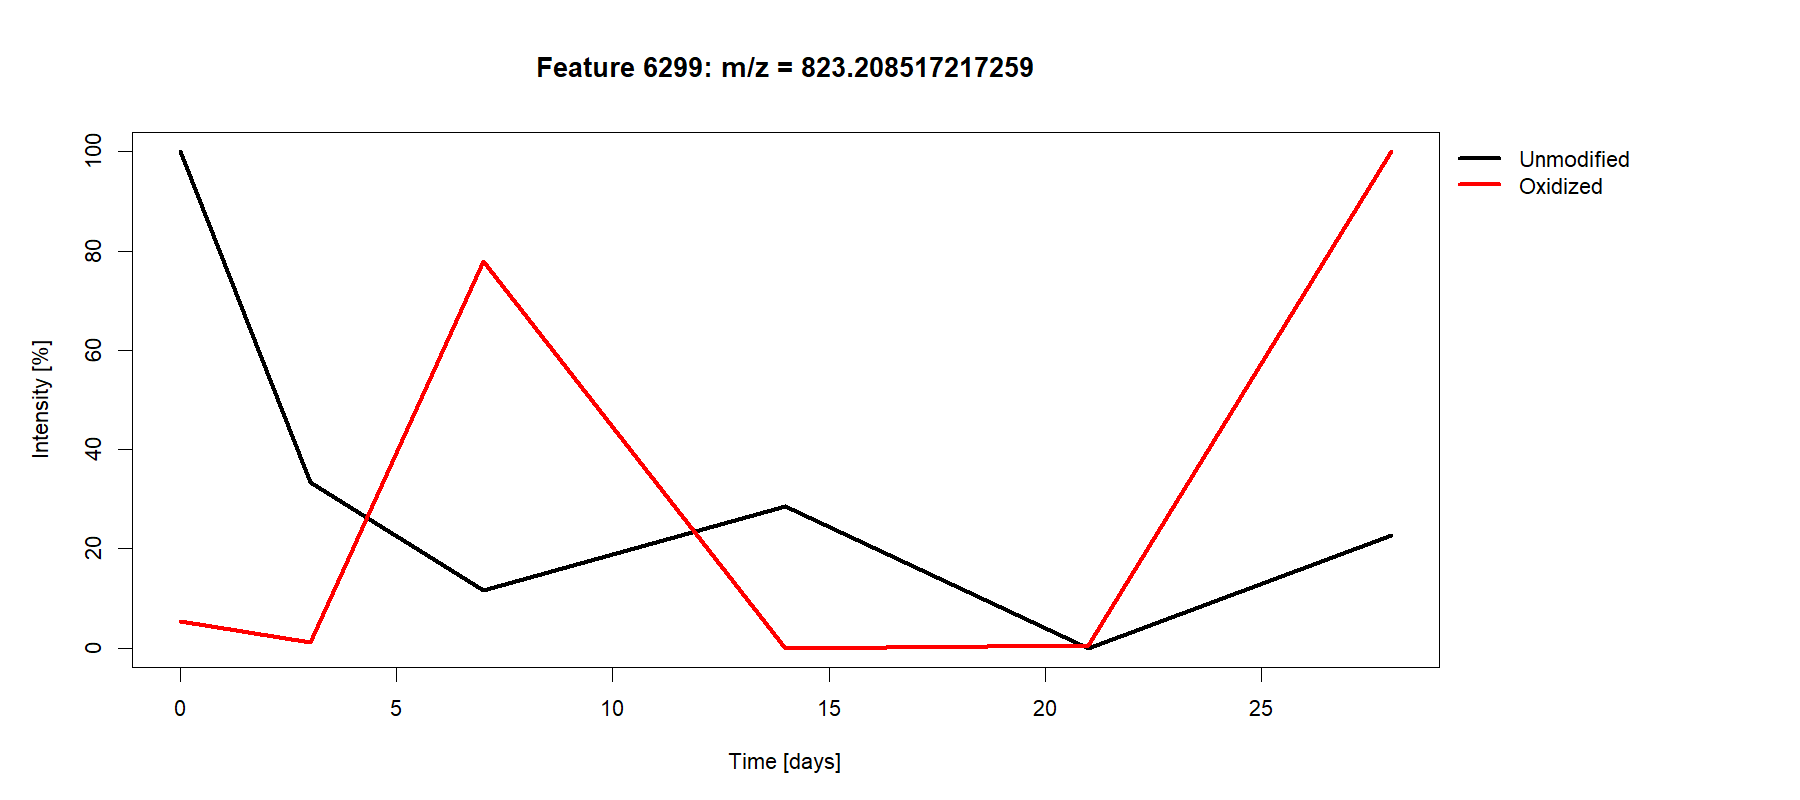 Feature 6299: m/z = 823.208517217259
Unmodified
Oxidized
Intensity [%]
100
80
60
40
20
0
0 5 10 15 20 25
Time [days]